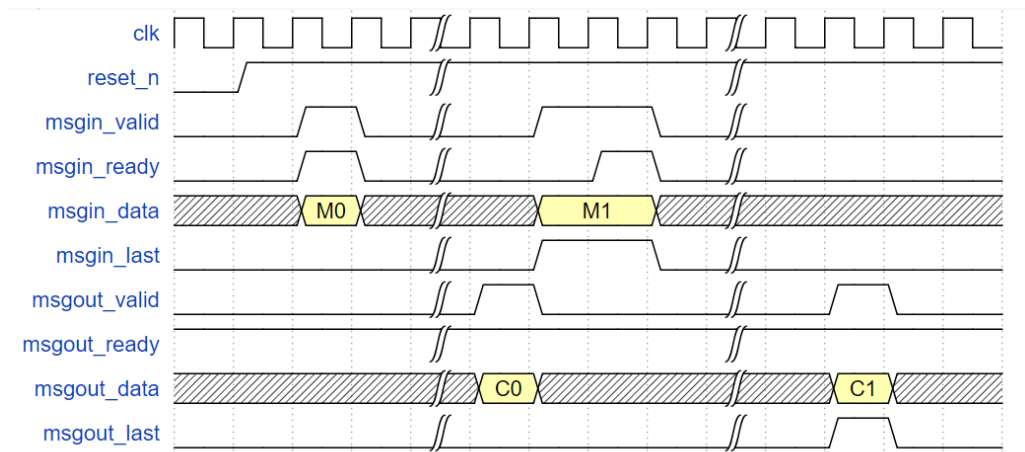 clk
reset_n
msgin_valid
msgin_ready
msgin_data M0 M1
msgin_last
msgout_valid
msgout_ready
msgout_data C0 C1
msgout_last